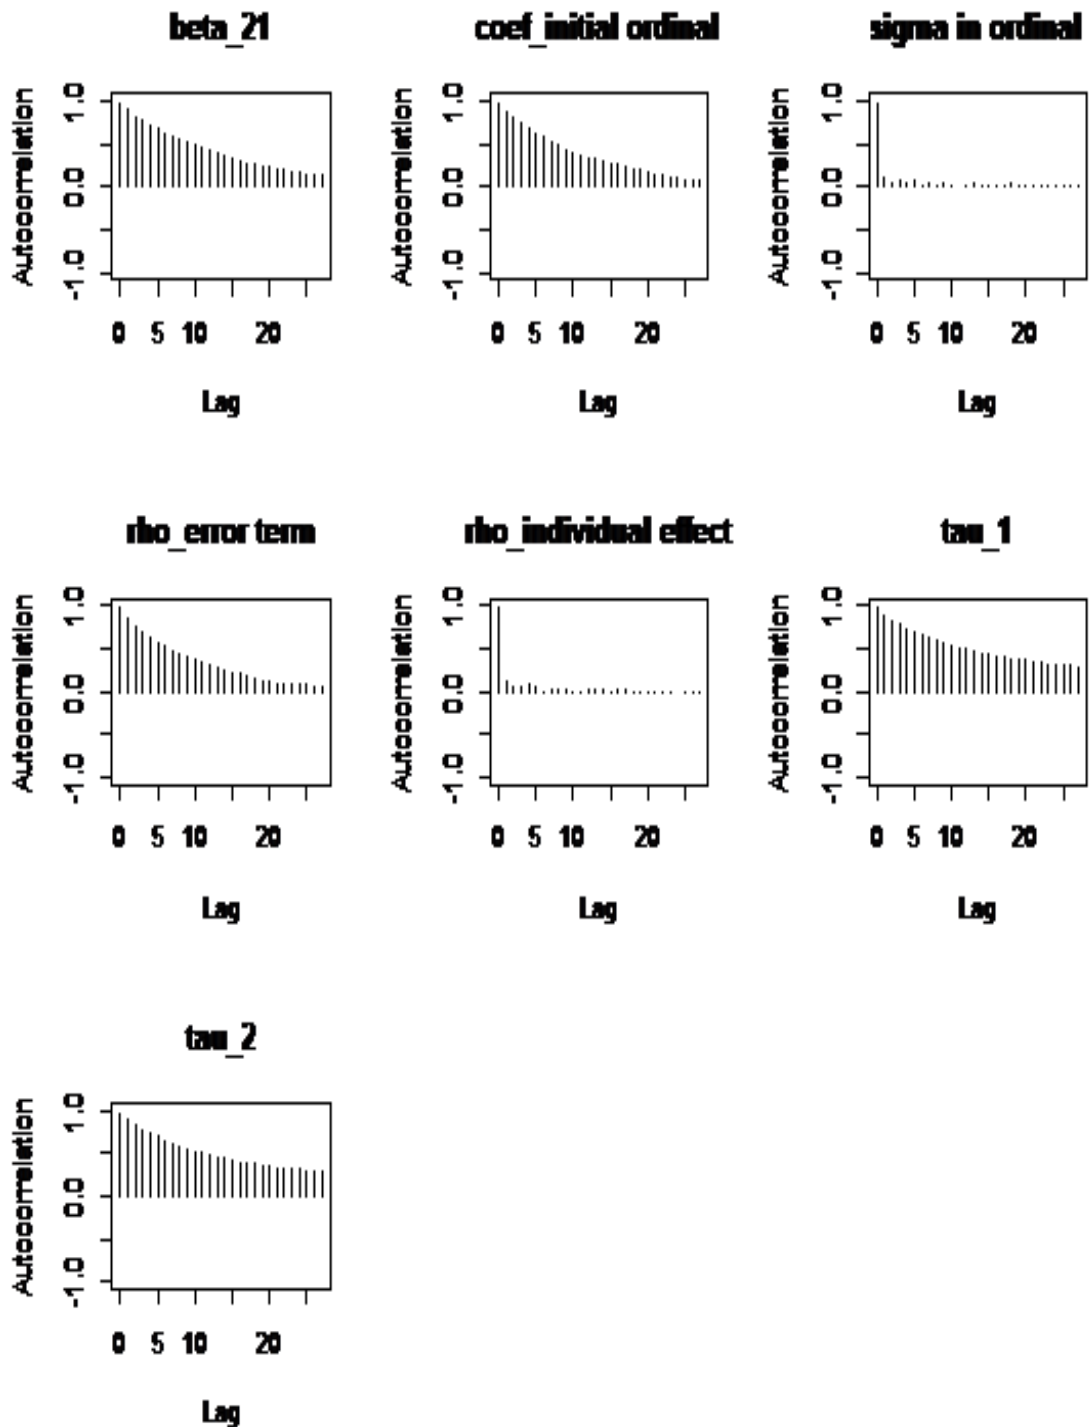 beta_21
coef_initial ordinal
sigma in ordinal
Autocorrelation
1.0
0.0
-1.0
0 5 10 20
Lag
Autocorrelation
1.0
0.0
-1.0
0 5 10 20
Lag
Autocorrelation
1.0
0.0
-1.0
0 5 10 20
Lag
rho_error term
rho_individual effect
tau_1
Autocorrelation
1.0
0.0
-1.0
0 5 10 20
Lag
Autocorrelation
1.0
0.0
-1.0
0 5 10 20
Lag
Autocorrelation
1.0
0.0
-1.0
0 5 10 20
Lag
tau_2
Autocorrelation
1.0
0.0
-1.0
0 5 10 20
Lag